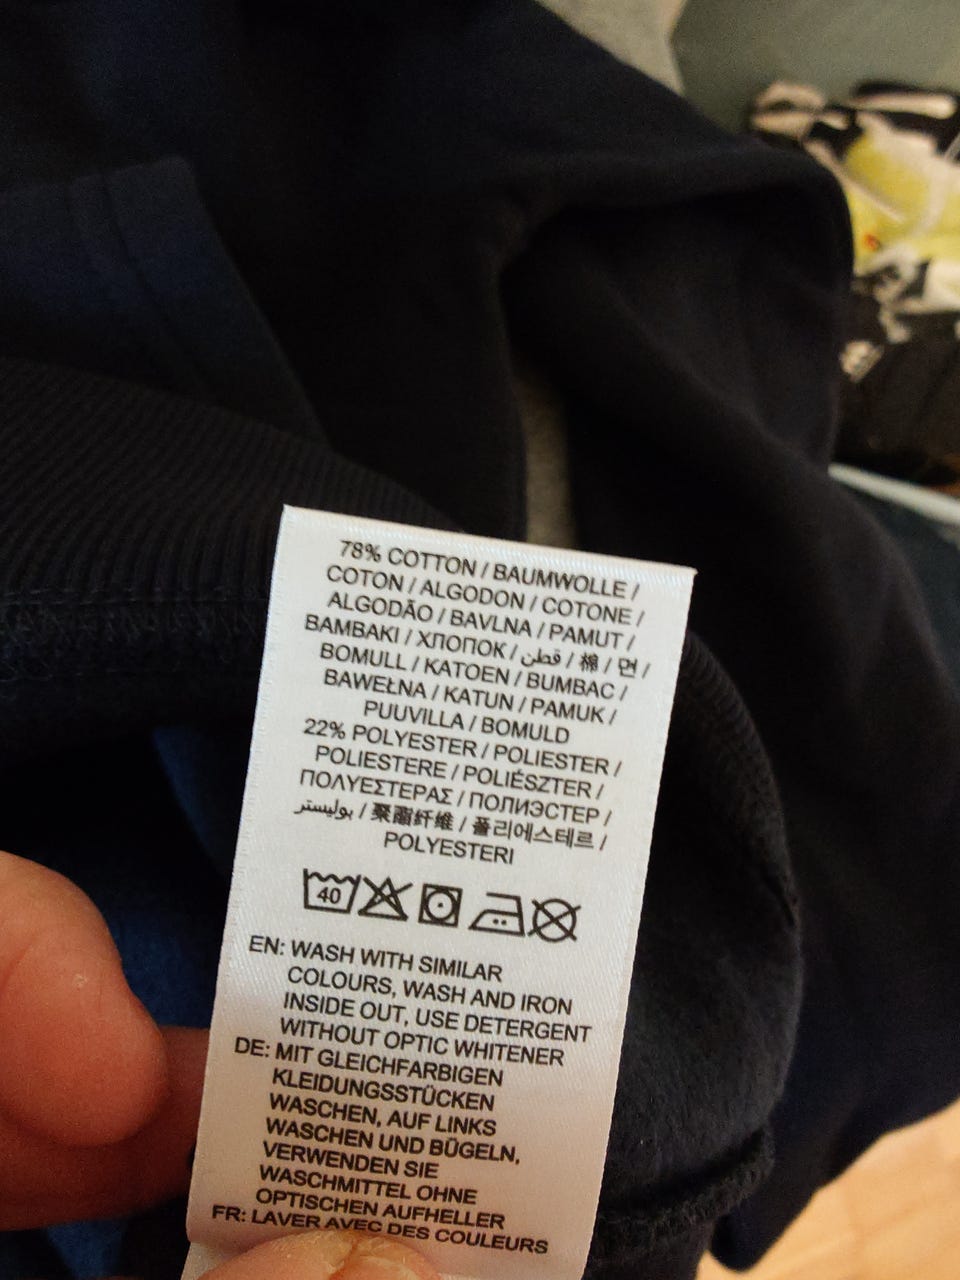 78% COTTON / BAUMWOLLE /
COTON / ALGODON / COTONE /
ALGODÃO / BAVLNA / PAMUT /
BAMBAKI / ХЛОПОК / قطن / 棉 / 면 /
BOMULL / KATOEN / BUMBAC /
BAWEŁNA / KATUN / PAMUK /
PUUVILLA / BOMULD
22% POLYESTER / POLIESTER /
POLIESTERE / POLIÉSZTER /
ΠΟΛΥΕΣΤΕΡΑΣ / ПОЛИЭСТЕР /
بوليستر / 聚酯纤维 / 폴리에스테르 /
POLYESTERI
40
EN: WASH WITH SIMILAR
COLOURS, WASH AND IRON
INSIDE OUT, USE DETERGENT
WITHOUT OPTIC WHITENER
DE: MIT GLEICHFARBIGEN
KLEIDUNGSSTÜCKEN
WASCHEN, AUF LINKS
WASCHEN UND BÜGELN,
VERWENDEN SIE
WASCHMITTEL OHNE
OPTISCHEN AUFHELLER
FR: LAVER AVEC DES COULEURS